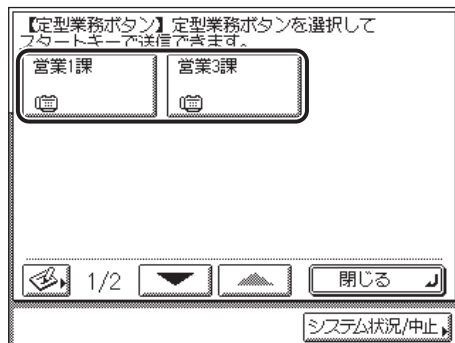 【定型業務ボタン】定型業務ボタンを選択して
スタートキーで送信できます。
営業1課 営業3課
1/2 閉じる
システム状況/中止